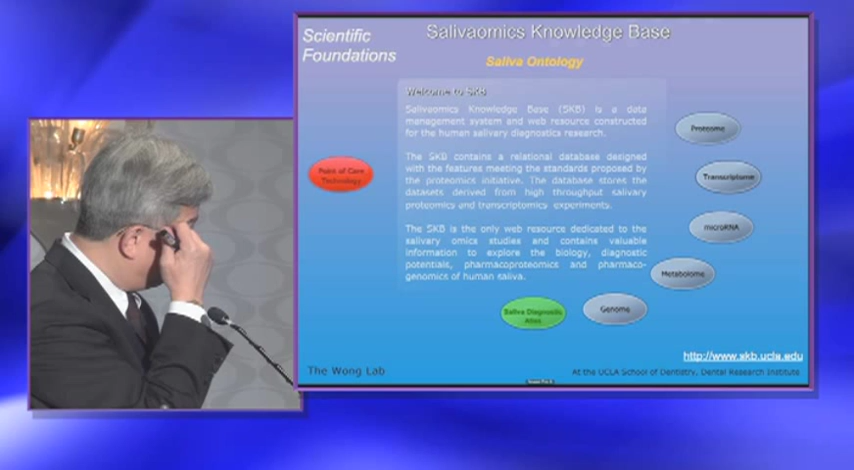 Scientific
Foundations
Salivaomics Knowledge Base
Saliva Ontology
Welcome to SKB
Salivaomics Knowledge Base (SKB) is a data
management system and web resource constructed
for the human salivary diagnostics research.
The SKB contains a relational database designed
with the features meeting the standards proposed by
the proteomics initiative. The database stores the
datasets derived from high throughput salivary
proteomics and transcriptomics experiments.
The SKB is the only web resource dedicated to the
salivary omics studies and contains valuable
information to explore the biology, diagnostic
potentials, pharmacoproteomics and pharmaco-
genomics of human saliva.
Point of Care
Technology
Proteome
Transcriptome
microRNA
Metabolome
Genome
Saliva Diagnostic
Atlas
http://www.skb.ucla.edu
The Wong Lab
At the UCLA School of Dentistry, Dental Research Institute